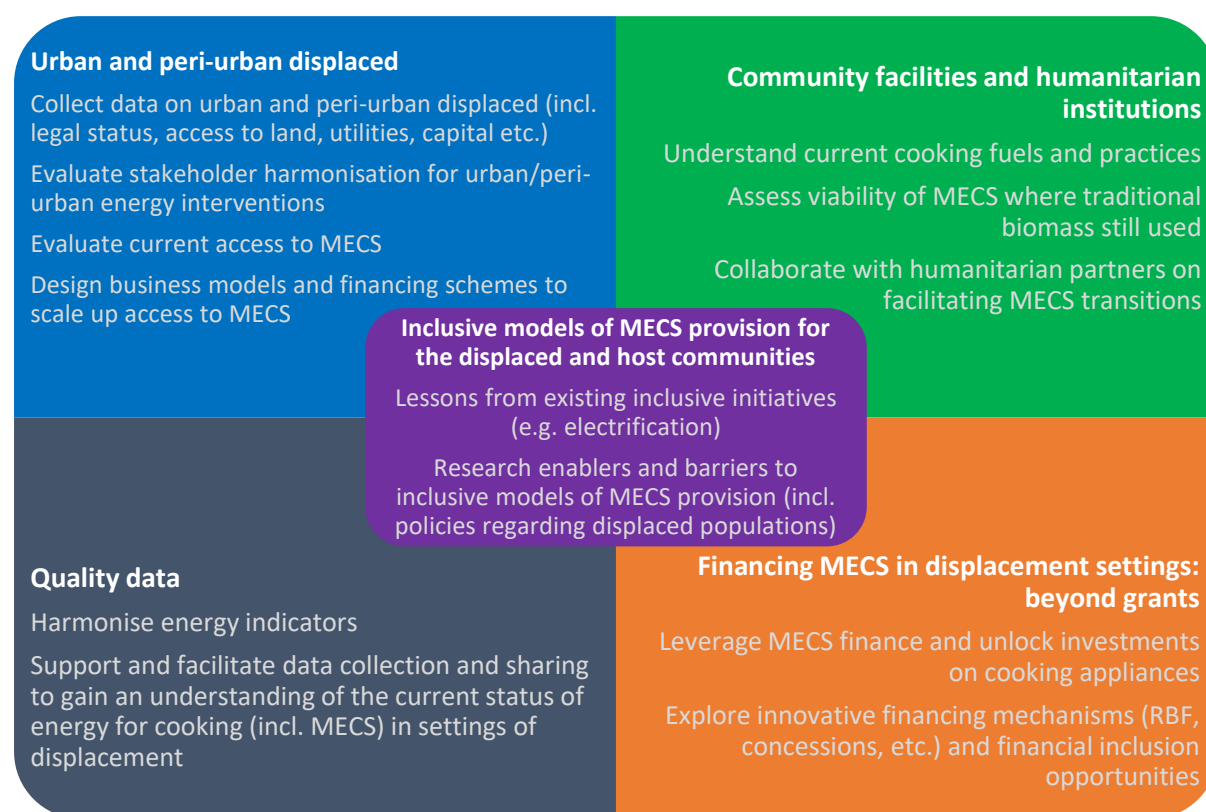 Urban and peri-urban displaced
Collect data on urban and peri-urban displaced (incl.
legal status, access to land, utilities, capital etc.)
Evaluate stakeholder harmonisation for urban/peri-
urban energy interventions
Evaluate current access to MECS
Design business models and financing schemes to
scale up access to MECS
Community facilities and humanitarian
institutions
Understand current cooking fuels and practices
Assess viability of MECS where traditional
biomass still used
Collaborate with humanitarian partners on
facilitating MECS transitions
Inclusive models of MECS provision for
the displaced and host communities
Lessons from existing inclusive initiatives
(e.g. electrification)
Research enablers and barriers to
inclusive models of MECS provision (incl.
policies regarding displaced populations)
Quality data
Harmonise energy indicators
Support and facilitate data collection and sharing
to gain an understanding of the current status of
energy for cooking (incl. MECS) in settings of
displacement
Financing MECS in displacement settings:
beyond grants
Leverage MECS finance and unlock investments
on cooking appliances
Explore innovative financing mechanisms (RBF,
concessions, etc.) and financial inclusion
opportunities